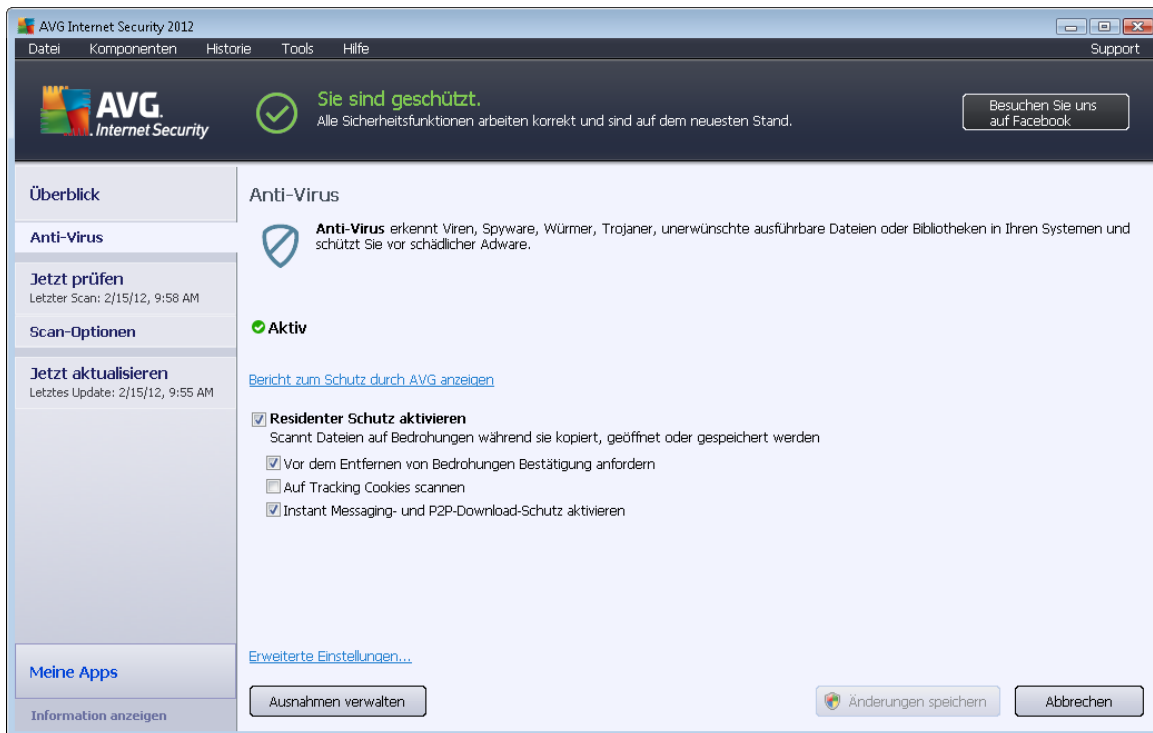 AVG Internet Security 2012
Datei Komponenten Historie Tools Hilfe Support
AVG.
Internet Security
Sie sind geschützt.
Alle Sicherheitsfunktionen arbeiten korrekt und sind auf dem neuesten Stand.
Besuchen Sie uns
auf Facebook
Überblick
Anti-Virus
Jetzt prüfen
Letzter Scan: 2/15/12, 9:58 AM
Scan-Optionen
Jetzt aktualisieren
Letztes Update: 2/15/12, 9:55 AM
Meine Apps
Information anzeigen
Anti-Virus
Anti-Virus erkennt Viren, Spyware, Würmer, Trojaner, unerwünschte ausführbare Dateien oder Bibliotheken in Ihren Systemen und
schützt Sie vor schädlicher Adware.
Aktiv
Bericht zum Schutz durch AVG anzeigen
Residenter Schutz aktivieren
Scannt Dateien auf Bedrohungen während sie kopiert, geöffnet oder gespeichert werden
Vor dem Entfernen von Bedrohungen Bestätigung anfordern
Auf Tracking Cookies scannen
Instant Messaging- und P2P-Download-Schutz aktivieren
Erweiterte Einstellungen...
Ausnahmen verwalten
Änderungen speichern
Abbrechen